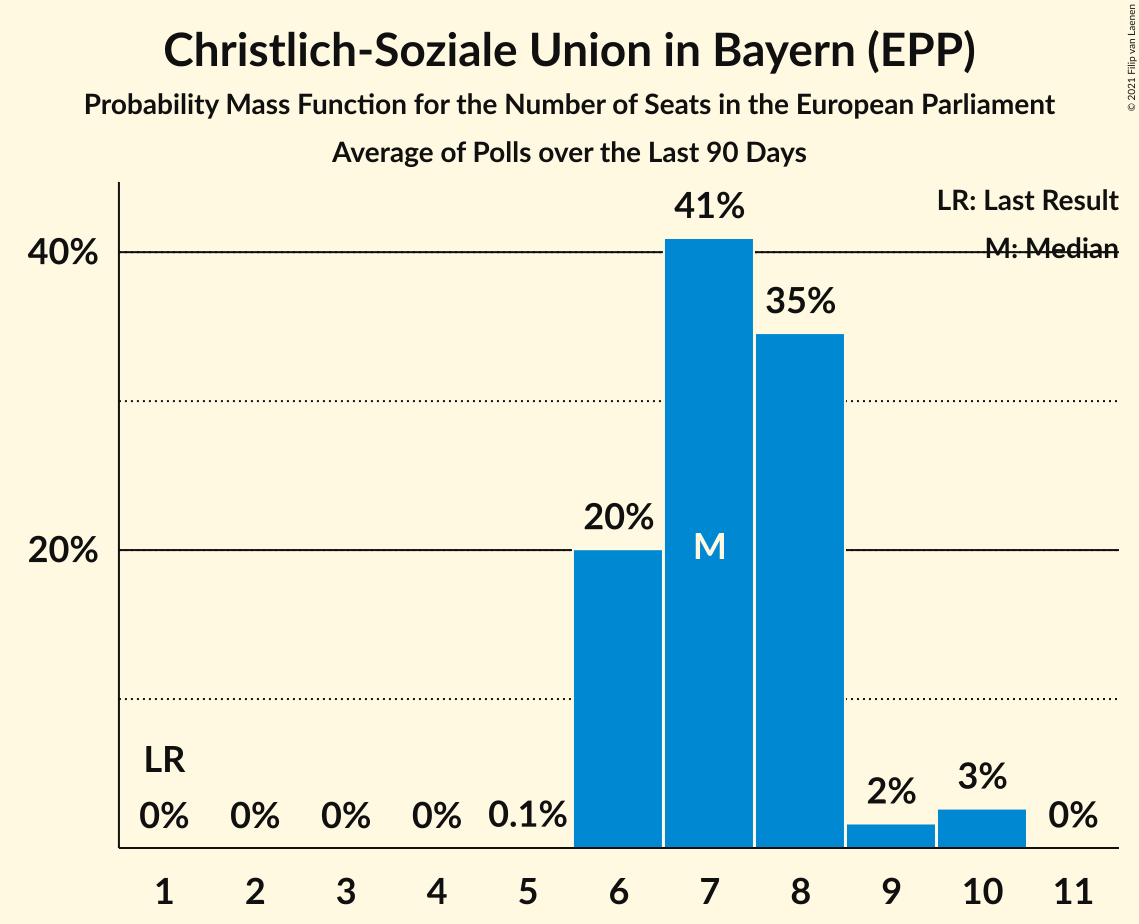 Christlich-Soziale Union in Bayern (EPP)
Probability Mass Function for the Number of Seats in the European Parliament
Average of Polls over the Last 90 Days
© 2021 Filip van Laenen
LR: Last Result
M: Median
40%
20%
41%
35%
20%
M
LR
0%
0%
0%
0%
0.1%
2%
3%
0%
1 2 3 4 5 6 7 8 9 10 11